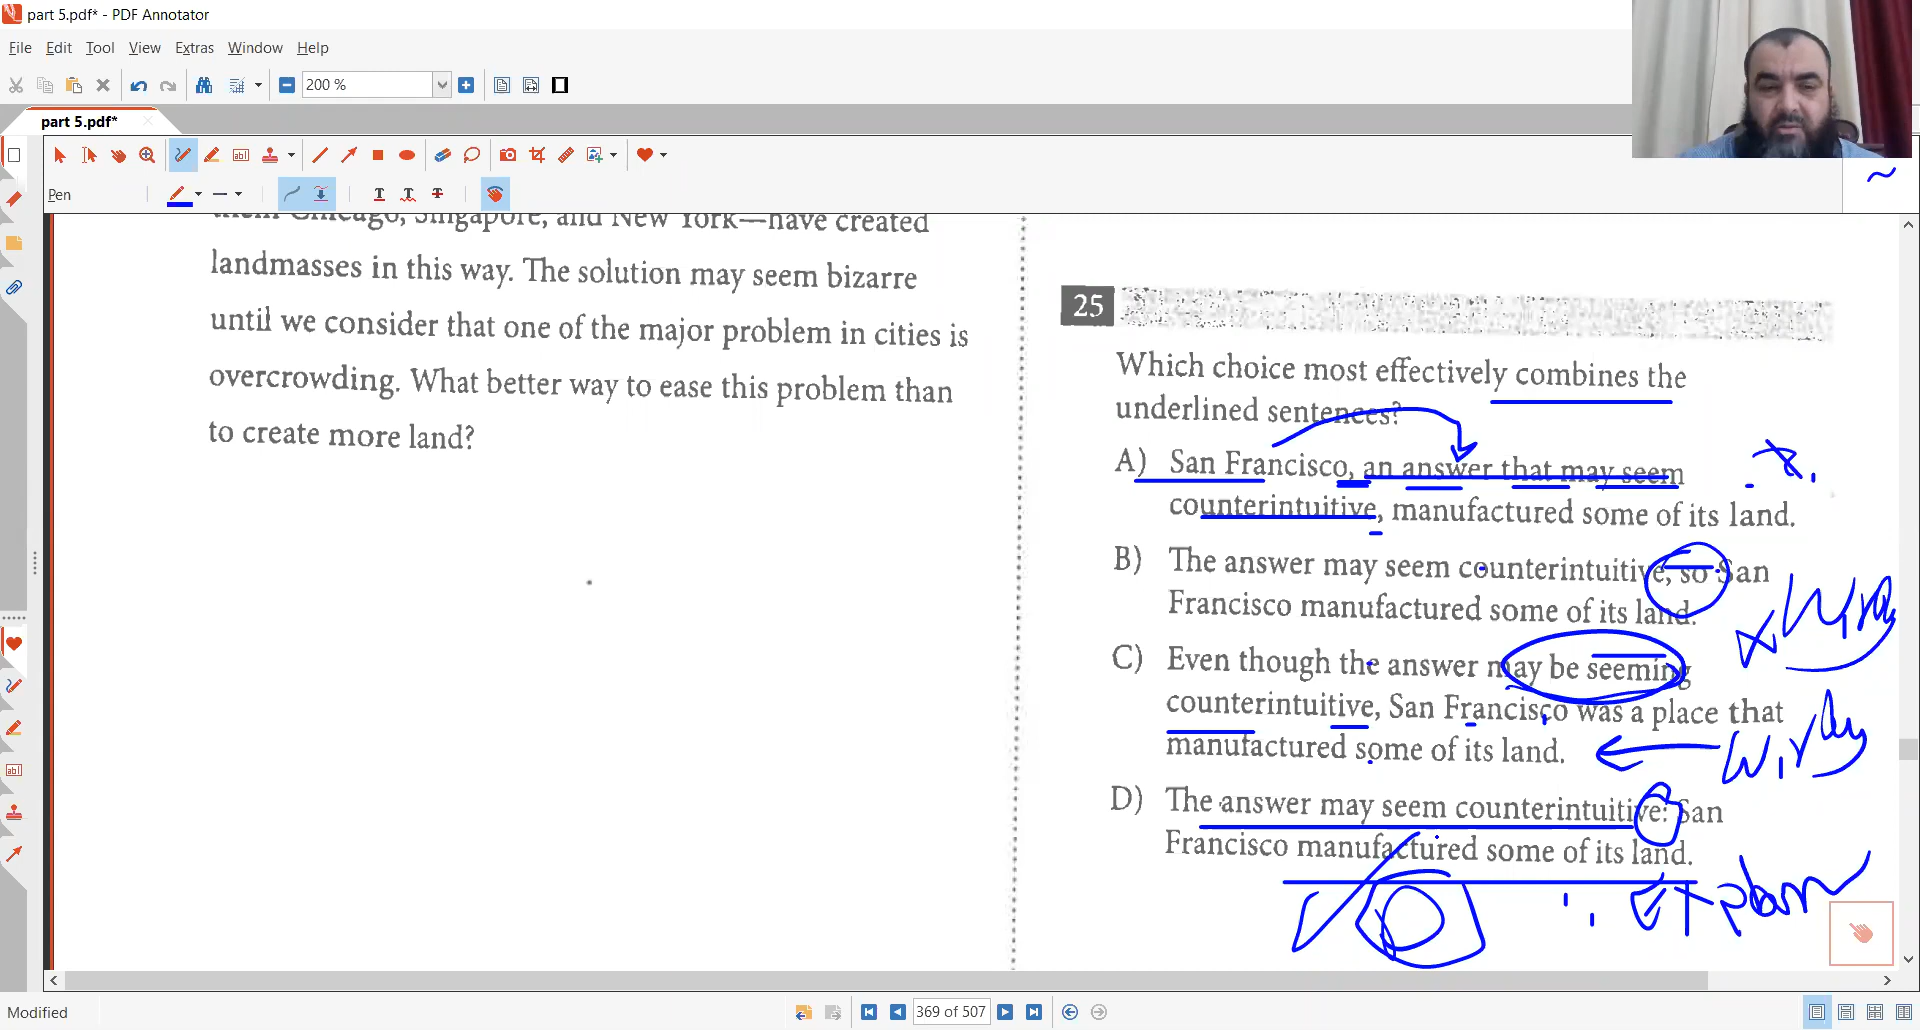 part 5.pdf* - PDF Annotator
File Edit Tool View Extras Window Help
200 %
part 5.pdf*
Pen
them Chicago, Singapore, and New York—have created
landmasses in this way. The solution may seem bizarre
until we consider that one of the major problem in cities is
overcrowding. What better way to ease this problem than
to create more land?
25
Which choice most effectively combines the
underlined sentences?
A) San Francisco, an answer that may seem
counterintuitive, manufactured some of its land.
B) The answer may seem counterintuitive, so San
Francisco manufactured some of its land.
C) Even though the answer may be seeming
counterintuitive, San Francisco was a place that
manufactured some of its land.
D) The answer may seem counterintuitive: San
Francisco manufactured some of its land.
Modified
369 of 507